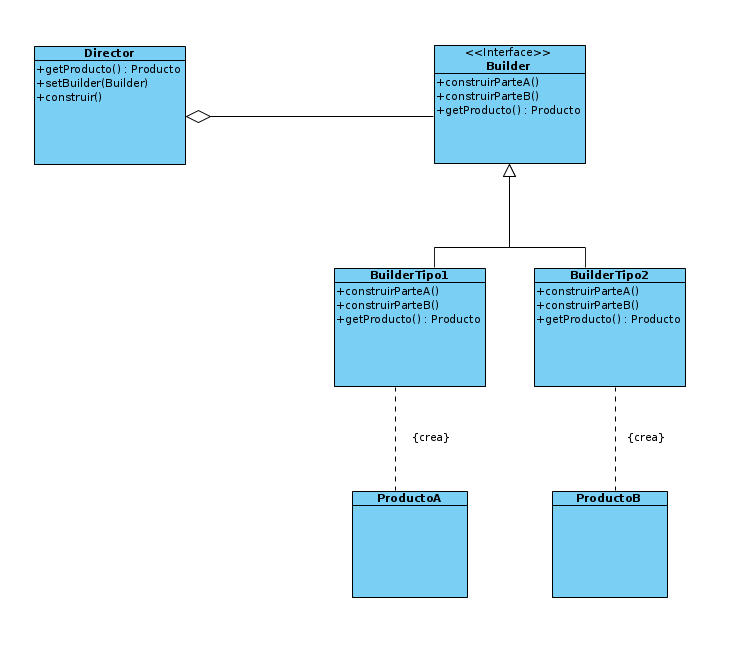 Director
+getProducto() : Producto
+setBuilder(Builder)
+construir()
<<Interface>>
Builder
+construirParteA()
+construirParteB()
+getProducto() : Producto
BuilderTipo1
+construirParteA()
+construirParteB()
+getProducto() : Producto
BuilderTipo2
+construirParteA()
+construirParteB()
+getProducto() : Producto
{crea}
{crea}
ProductoA
ProductoB